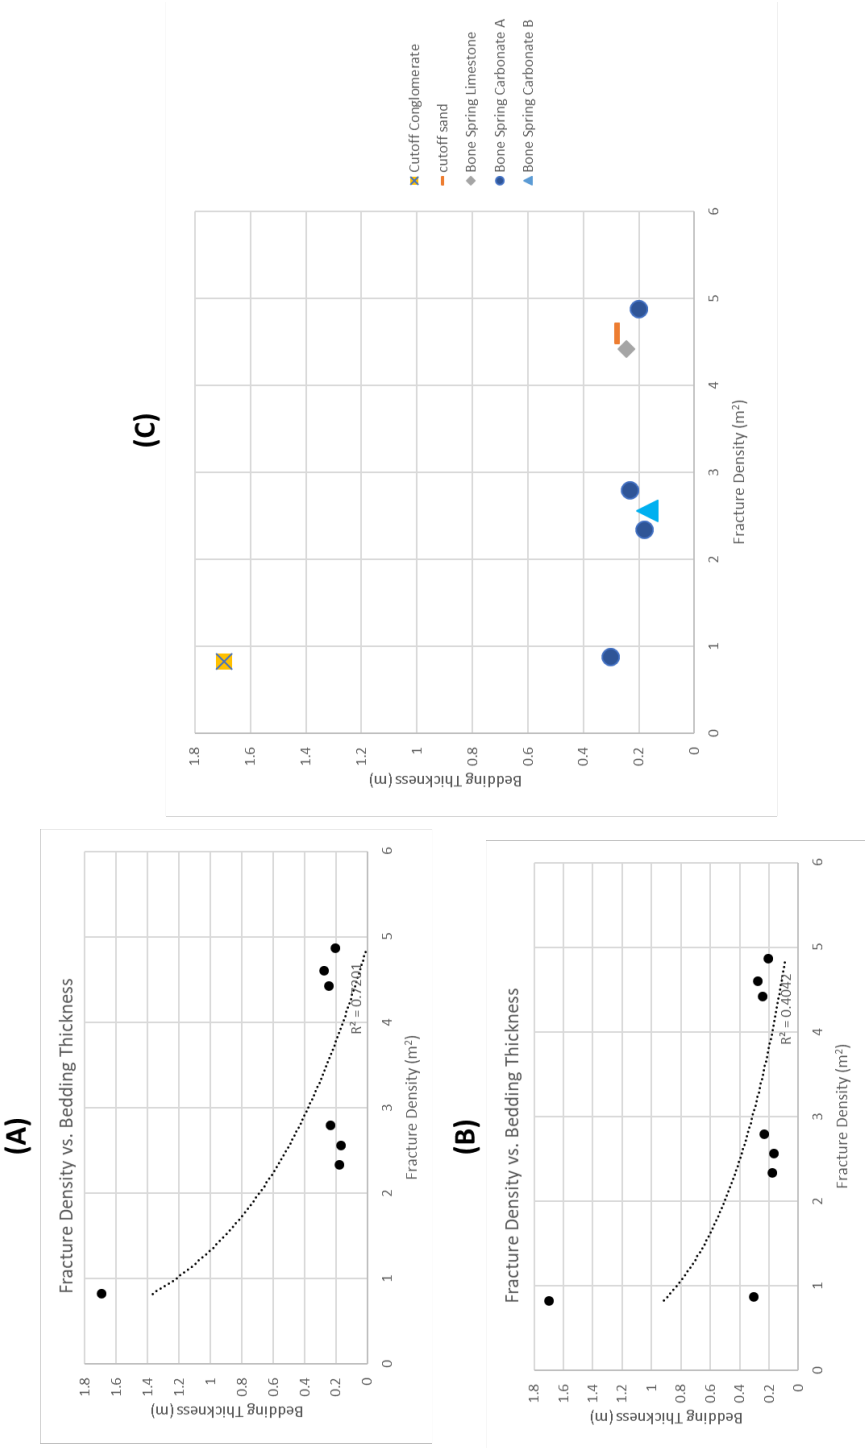 (A)
Fracture Density vs. Bedding Thickness
Bedding Thickness (m)
1.8
1.6
1.4
1.2
1
0.8
0.6
0.4
0.2
0
R² = 0.7201
0
1
2
3
4
5
6
Fracture Density (m²)
(B)
Fracture Density vs. Bedding Thickness
Bedding Thickness (m)
1.8
1.6
1.4
1.2
1
0.8
0.6
0.4
0.2
0
R² = 0.4042
0
1
2
3
4
5
6
Fracture Density (m²)
(C)
Bedding Thickness (m)
1.8
1.6
1.4
1.2
1
0.8
0.6
0.4
0.2
0
0
1
2
3
4
5
6
Fracture Density (m²)
Cutoff Conglomerate
cutoff sand
Bone Spring Limestone
Bone Spring Carbonate A
Bone Spring Carbonate B